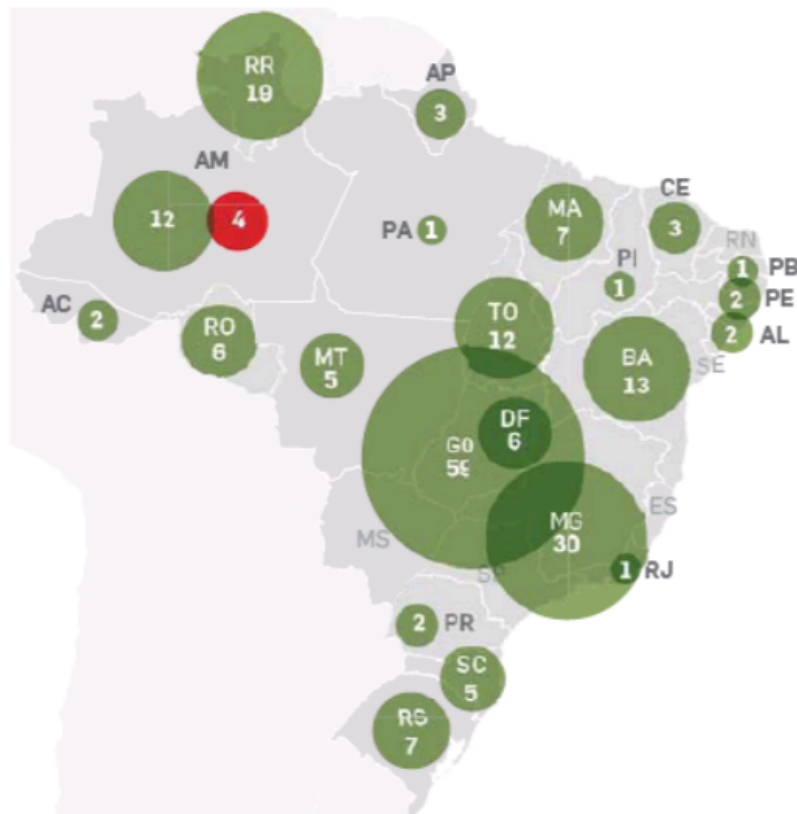 RR
19
AP
3
AM
12
4
PA 1
MA
7
CE
3
RN
PI
1
1 PB
2 PE
2 AL
SE
AC
2
RO
6
MT
5
TO
12
BA
13
DF
6
GO
59
MG
30
ES
MS
SP
1 RJ
2 PR
SC
5
RS
7